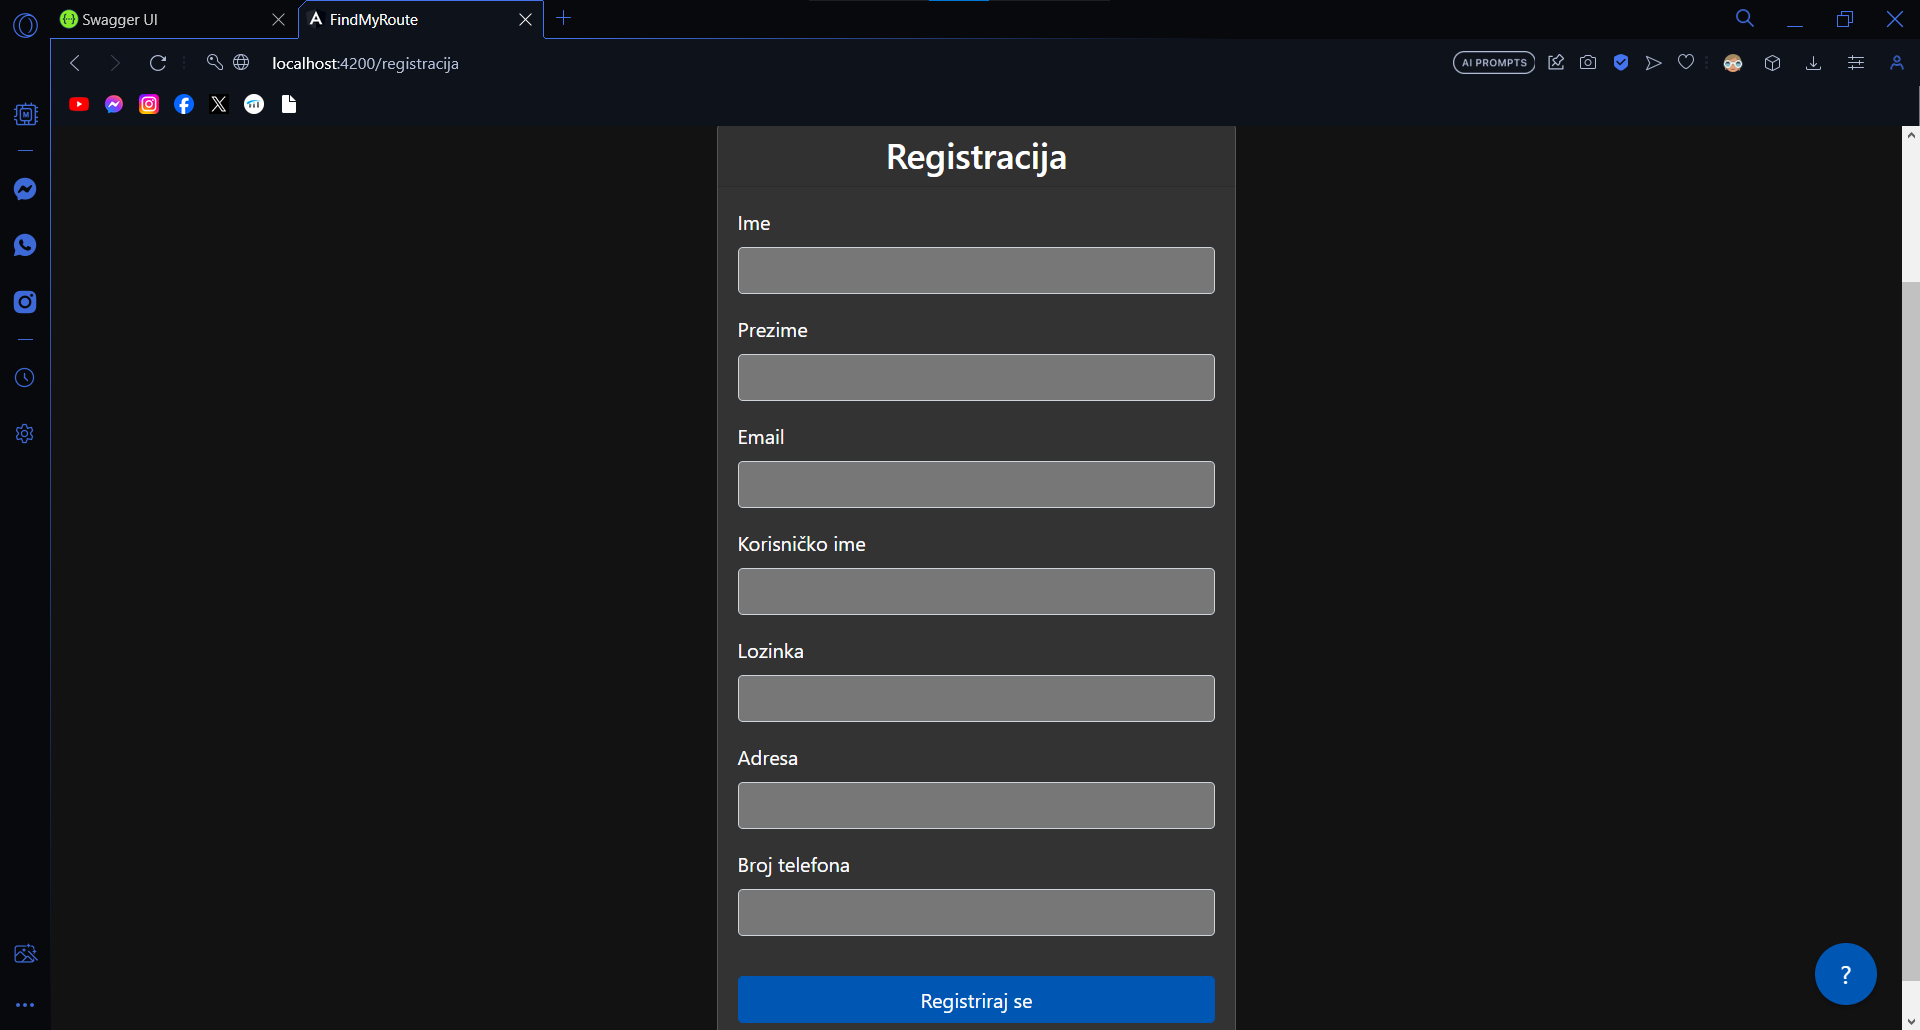 Swagger UI
FindMyRoute
localhost:4200/registracija
AI PROMPTS
Registracija
Ime
Prezime
Email
Korisničko ime
Lozinka
Adresa
Broj telefona
Registriraj se
?